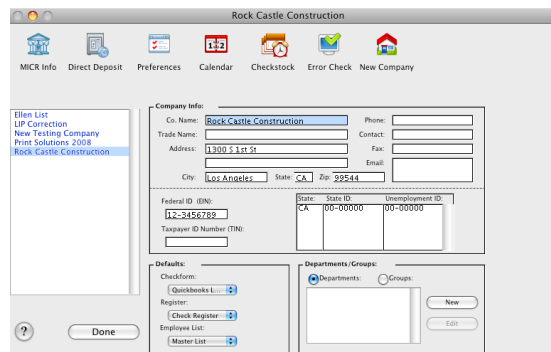 Rock Castle Construction
MICR Info Direct Deposit Preferences Calendar Checkstock Error Check New Company
Ellen List
LIP Correction
New Testing Company
Print Solutions 2008
Rock Castle Construction
Company Info:
Co. Name: Rock Castle Construction Phone:
Trade Name: Contact:
Address: 1300 S 1st St Fax:
Email:
City: Los Angeles State: CA Zip: 99544
Federal ID (EIN):
12-3456789
Taxpayer ID Number (TIN):
State: State ID: Unemployment ID:
CA 00-00000 00-00000
Defaults:
Checkform:
Quickbooks L...
Register:
Check Register
Employee List:
Master List
Departments/Groups:
Departments: Groups:
New
Edit
? Done